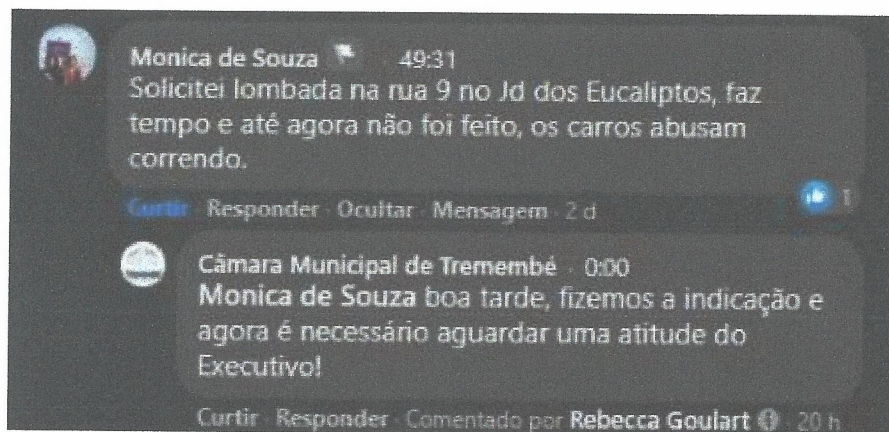 Monica de Souza 49:31
Solicitei lombada na rua 9 no Jd dos Eucaliptos, faz
tempo e até agora não foi feito, os carros abusam
correndo.
Curtir · Responder · Ocultar · Mensagem · 2 d
1
Câmara Municipal de Tremembé · 0:00
Monica de Souza boa tarde, fizemos a indicação e
agora é necessário aguardar uma atitude do
Executivo!
Curtir · Responder · Comentado por Rebecca Goulart · 20 h